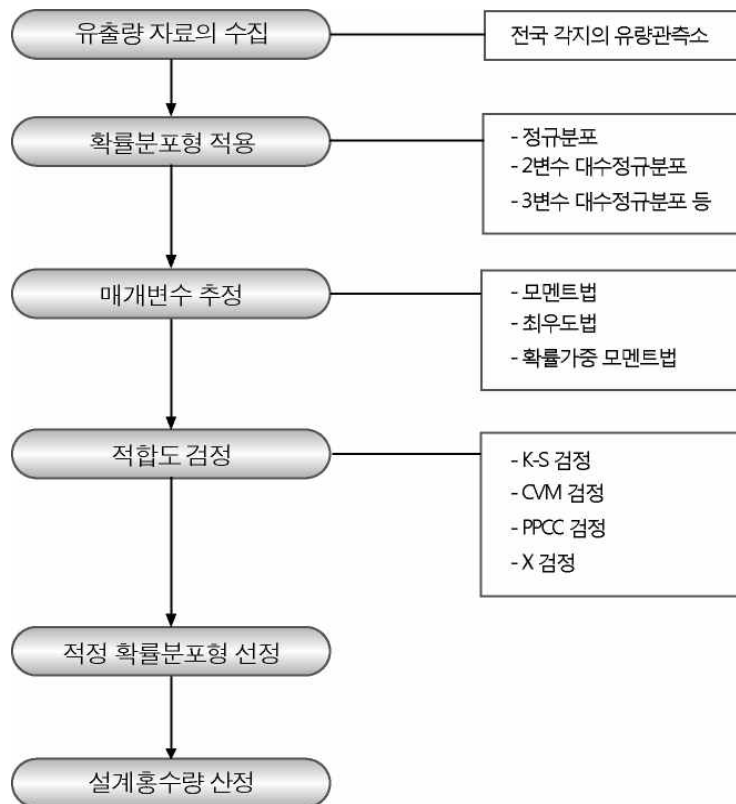 유출량 자료의 수집
전국 각지의 유량관측소
확률분포형 적용
- 정규분포
- 2변수 대수정규분포
- 3변수 대수정규분포 등
매개변수 추정
- 모멘트법
- 최우도법
- 확률가중 모멘트법
적합도 검정
- K-S 검정
- CVM 검정
- PPCC 검정
- X 검정
적정 확률분포형 선정
설계홍수량 산정